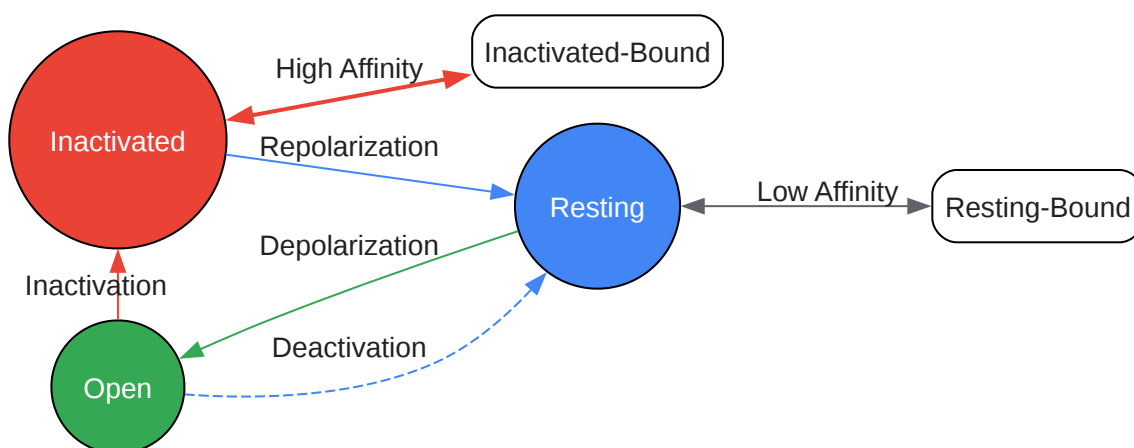 Inactivated-Bound
High Affinity
Inactivated
Repolarization
Resting
Low Affinity
Resting-Bound
Depolarization
Inactivation
Deactivation
Open